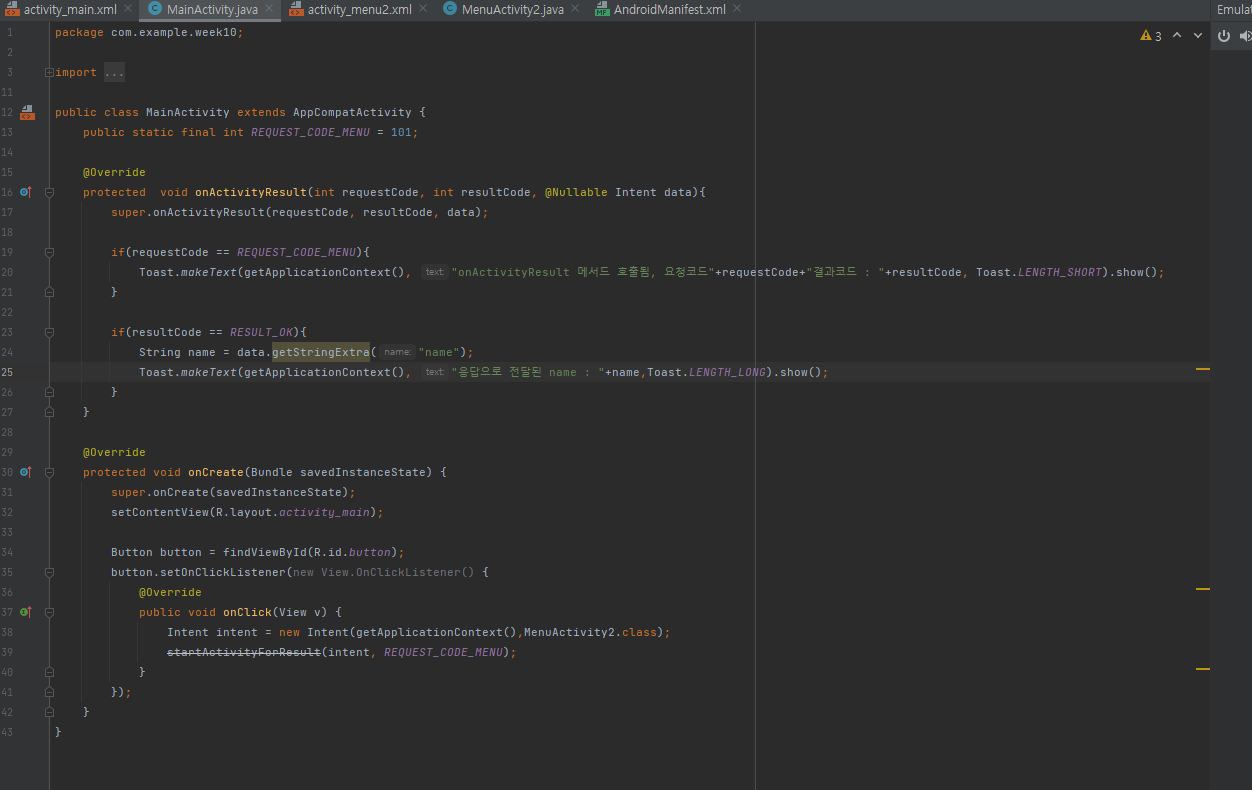 activity_main.xml MainActivity.java activity_menu2.xml MenuActivity2.java AndroidManifest.xml Emulat
3
1 package com.example.week10;
2
3 import ...
11
12 public class MainActivity extends AppCompatActivity {
13 public static final int REQUEST_CODE_MENU = 101;
14
15 @Override
16 protected  void onActivityResult(int requestCode, int resultCode, @Nullable Intent data){
17 super.onActivityResult(requestCode, resultCode, data);
18
19 if(requestCode == REQUEST_CODE_MENU){
20 Toast.makeText(getApplicationContext(), text: "onActivityResult 메서드 호출됨, 요청코드"+requestCode+"결과코드 : "+resultCode, Toast.LENGTH_SHORT).show();
21 }
22
23 if(resultCode == RESULT_OK){
24 String name = data.getStringExtra( name: "name");
25 Toast.makeText(getApplicationContext(), text: "응답으로 전달된 name : "+name,Toast.LENGTH_LONG).show();
26 }
27 }
28
29 @Override
30 protected void onCreate(Bundle savedInstanceState) {
31 super.onCreate(savedInstanceState);
32 setContentView(R.layout.activity_main);
33
34 Button button = findViewById(R.id.button);
35 button.setOnClickListener(new View.OnClickListener() {
36 @Override
37 public void onClick(View v) {
38 Intent intent = new Intent(getApplicationContext(),MenuActivity2.class);
39 startActivityForResult(intent, REQUEST_CODE_MENU);
40 }
41 });
42 }
43 }